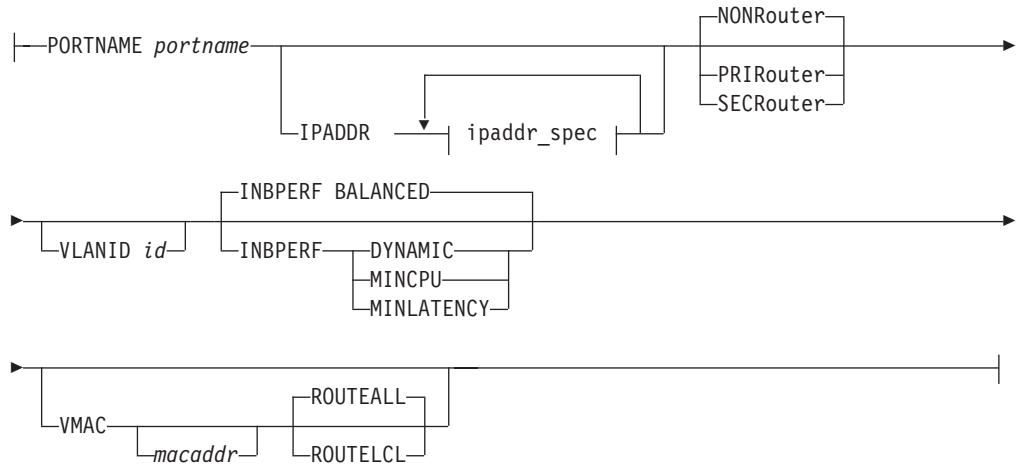 NONRouter
PORTNAME portname
PRIRouter
SECRouter
IPADDR ipaddr_spec
INBPERF BALANCED
VLANID id INBPERF DYNAMIC
MINCPU
MINLATENCY
ROUTEALL
VMAC
macaddr ROUTELCL